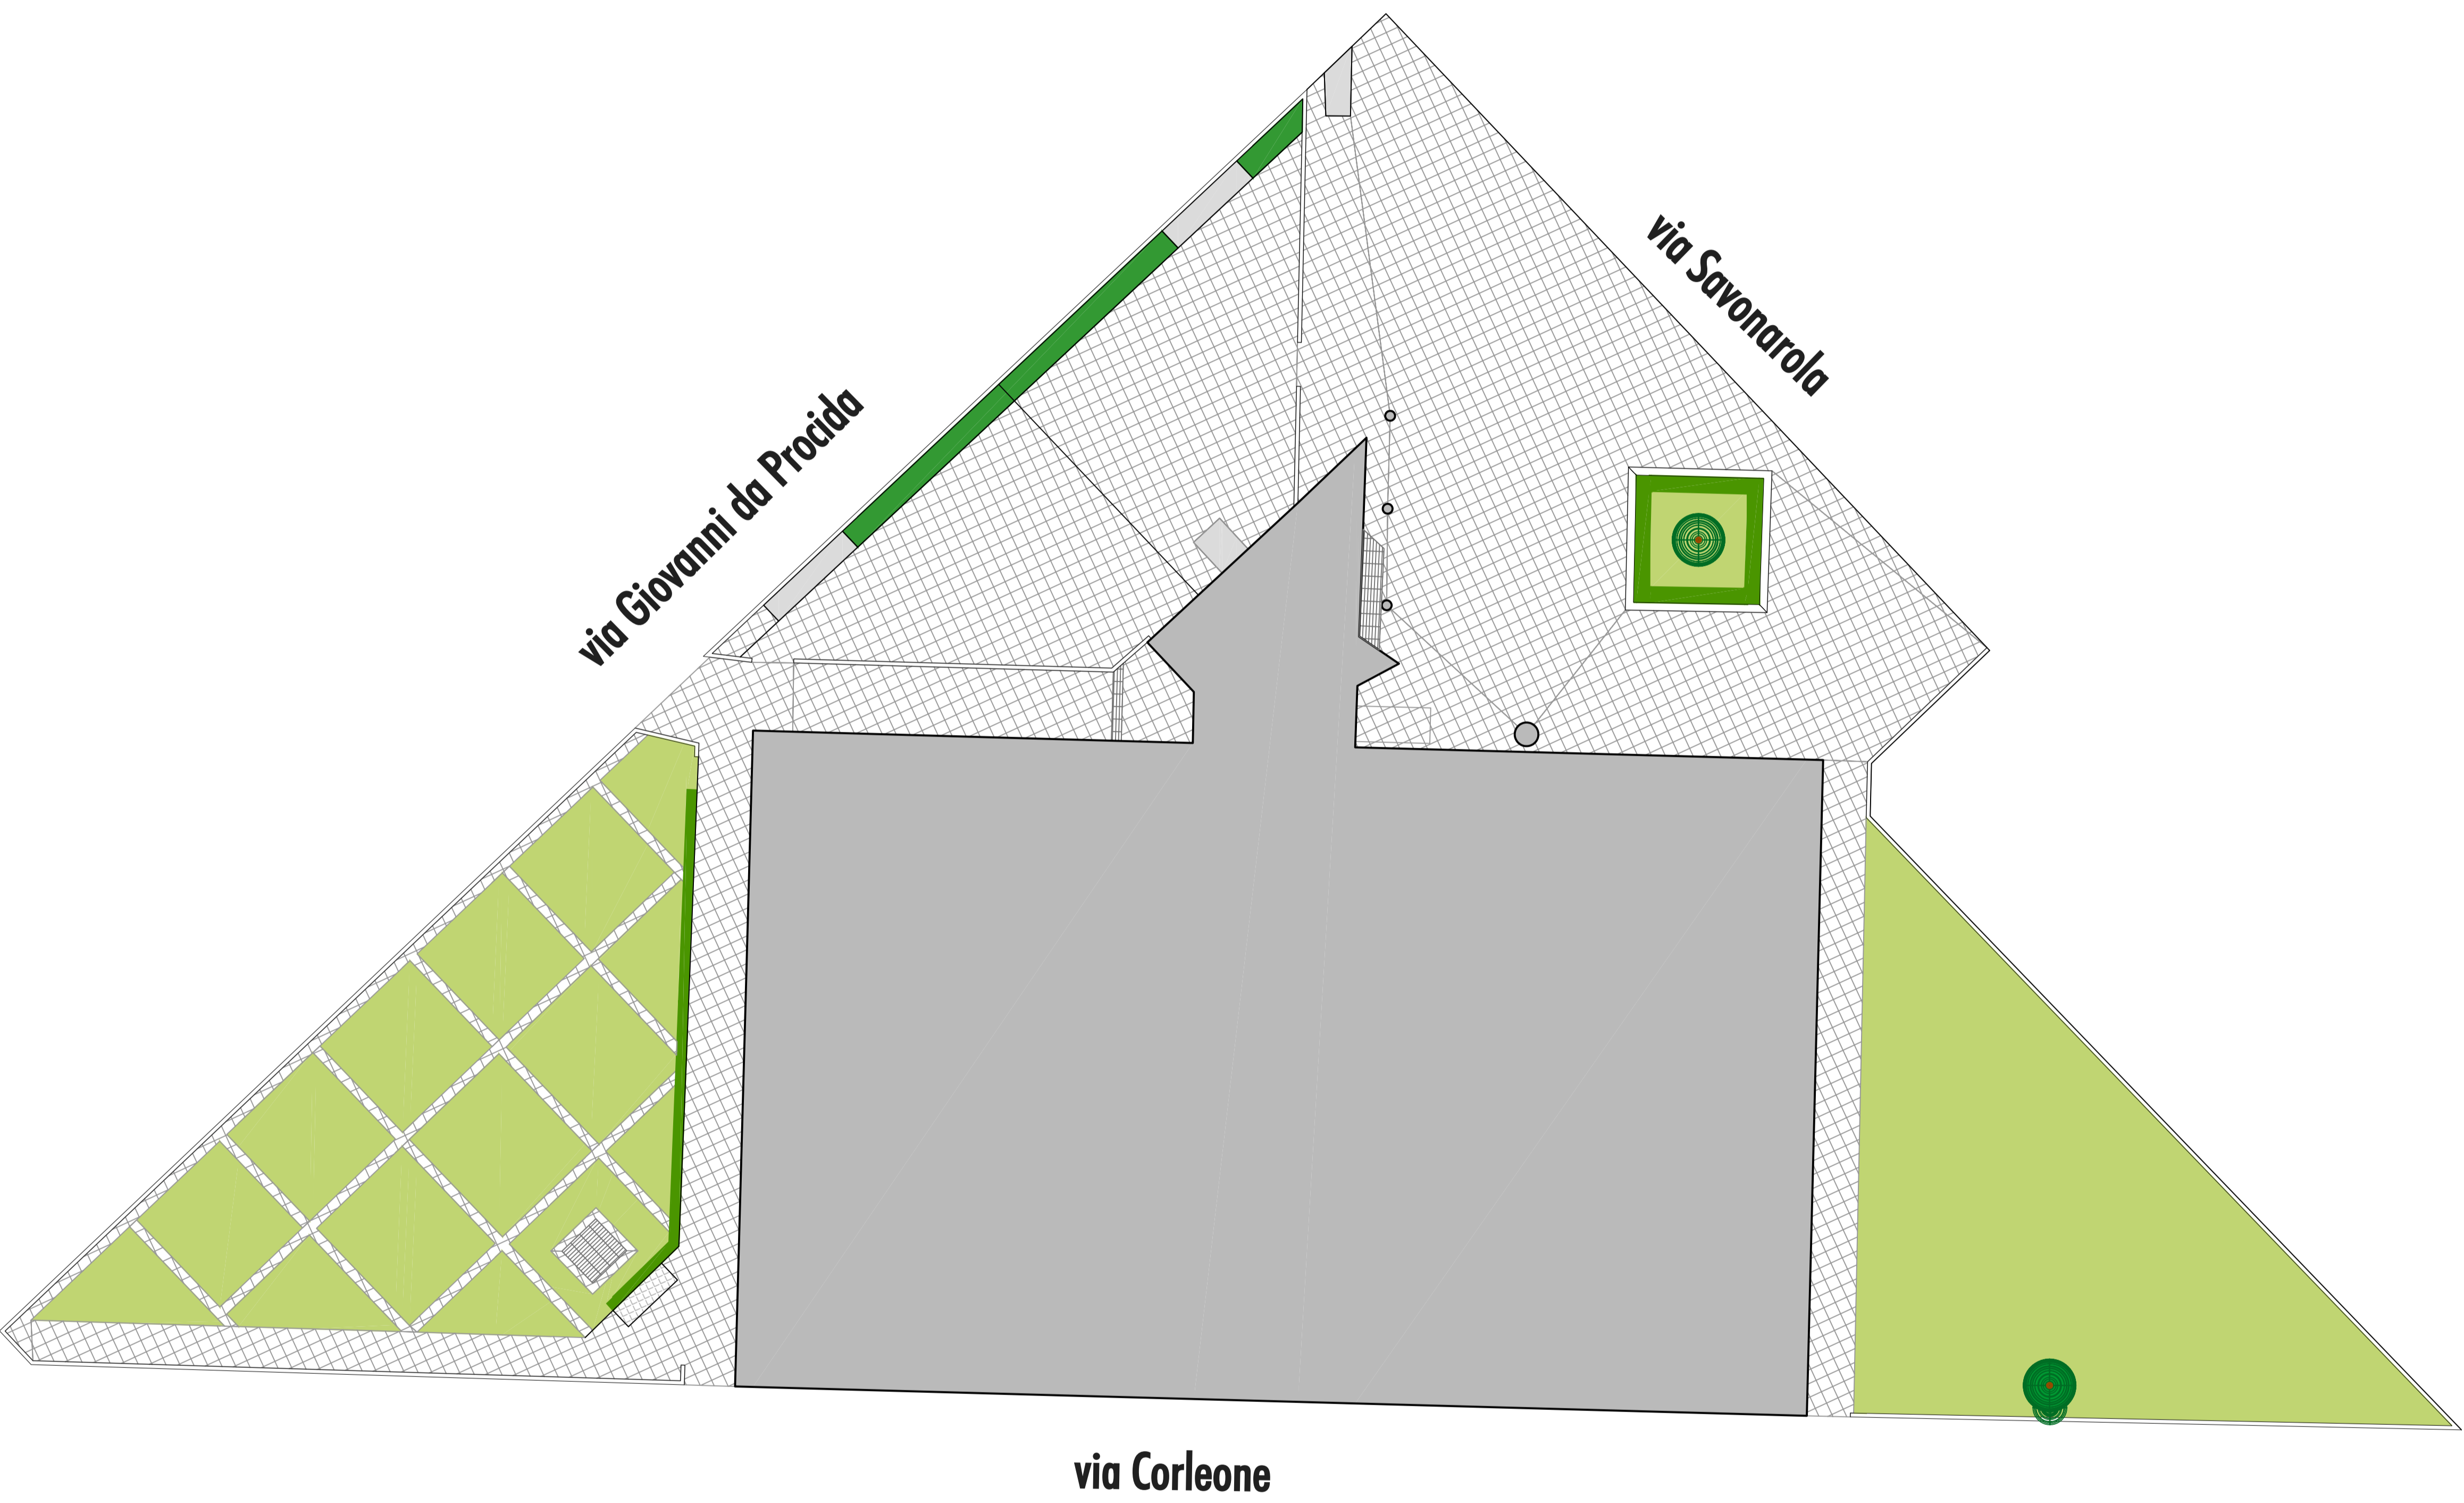 via Savonarola
via Giovanni da Procida
via Corleone